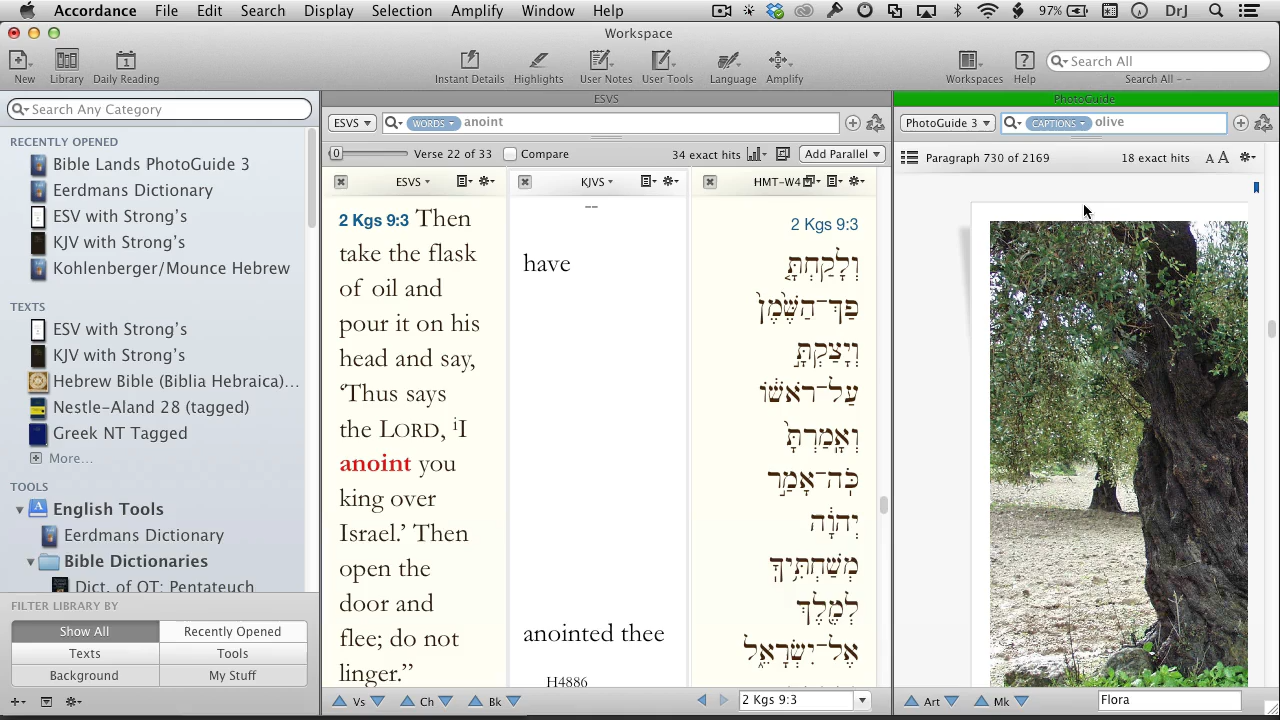 Accordance File Edit Search Display Selection Amplify Window Help 97% DrJ
Workspace
New Library Daily Reading Instant Details Highlights User Notes User Tools Language Amplify Workspaces Help Search All
Search All - -
Search Any Category
RECENTLY OPENED
Bible Lands PhotoGuide 3
Eerdmans Dictionary
ESV with Strong's
KJV with Strong's
Kohlenberger/Mounce Hebrew
TEXTS
ESV with Strong's
KJV with Strong's
Hebrew Bible (Biblia Hebraica)...
Nestle-Aland 28 (tagged)
Greek NT Tagged
More...
TOOLS
English Tools
Eerdmans Dictionary
Bible Dictionaries
Dict. of OT: Pentateuch
FILTER LIBRARY BY
Show All Recently Opened
Texts Tools
Background My Stuff
ESVS
ESVS WORDS anoint
Verse 22 of 33 Compare 34 exact hits Add Parallel
ESVS
2 Kgs 9:3 Then
take the flask
of oil and
pour it on his
head and say,
‘Thus says
the LORD, iI
anoint you
king over
Israel.’ Then
open the
door and
flee; do not
linger.”
KJVS
--
have
anointed thee
H4886
HMT-W4
2 Kgs 9:3
וְלָקַחְתָּ֤
פַךְ־הַשֶּׁ֙מֶן֙
וְיָצַקְתָּ֣
עַל־רֹאשׁ֔וֹ
וְאָֽמַרְתָּ֙
כֹּֽה־אָמַ֣ר
יְהוָ֔ה
מְשַׁחְתִּ֥יךָֽ
לְמֶ֖לֶךְ
אֶל־יִשְׂרָאֵ֑ל
Vs Ch Bk 2 Kgs 9:3
PhotoGuide
PhotoGuide 3 CAPTIONS olive
Paragraph 730 of 2169 18 exact hits A A
Art Mk Flora